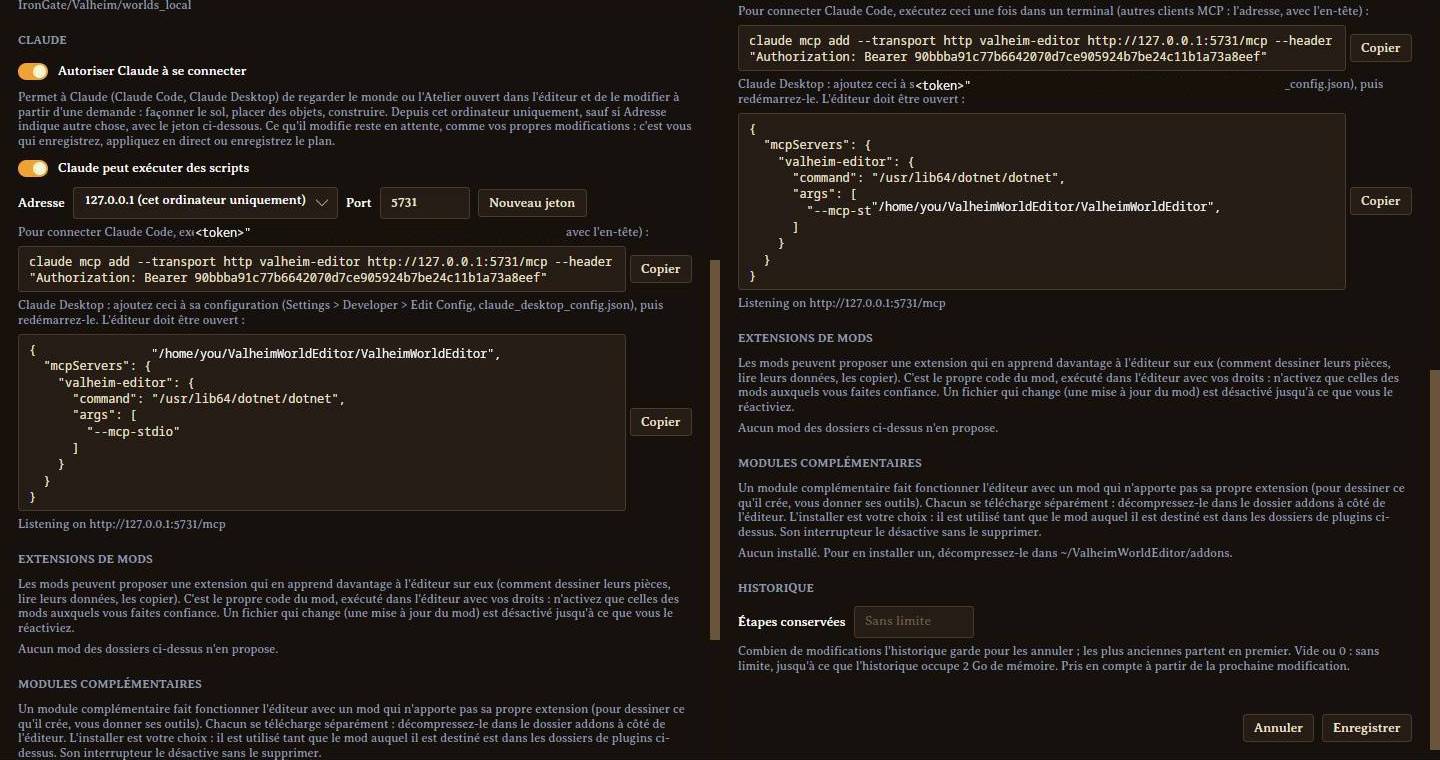 IronGate/Valheim/worlds_local
CLAUDE
Autoriser Claude à se connecter
Permet à Claude (Claude Code, Claude Desktop) de regarder le monde ou l'Atelier ouvert dans l'éditeur et de le modifier à
partir d'une demande : façonner le sol, placer des objets, construire. Depuis cet ordinateur uniquement, sauf si Adresse
indique autre chose, avec le jeton ci-dessous. Ce qu'il modifie reste en attente, comme vos propres modifications : c'est vous
qui enregistrez, appliquez en direct ou enregistrez le plan.
Claude peut exécuter des scripts
Adresse 127.0.0.1 (cet ordinateur uniquement) Port 5731 Nouveau jeton
Pour connecter Claude Code, ex <token>" avec l'en-tête) :
claude mcp add --transport http valheim-editor http://127.0.0.1:5731/mcp --header
"Authorization: Bearer 90bbba91c77b6642070d7ce905924b7be24c11b1a73a8eef"
Copier
Claude Desktop : ajoutez ceci à sa configuration (Settings > Developer > Edit Config, claude_desktop_config.json), puis
redémarrez-le. L'éditeur doit être ouvert :
{
"/home/you/ValheimWorldEditor/ValheimWorldEditor",
"mcpServers": {
"valheim-editor": {
"command": "/usr/lib64/dotnet/dotnet",
"args": [
"--mcp-stdio"
]
}
}
}
Copier
Listening on http://127.0.0.1:5731/mcp
EXTENSIONS DE MODS
Les mods peuvent proposer une extension qui en apprend davantage à l'éditeur sur eux (comment dessiner leurs pièces,
lire leurs données, les copier). C'est le propre code du mod, exécuté dans l'éditeur avec vos droits : n'activez que celles des
mods auxquels vous faites confiance. Un fichier qui change (une mise à jour du mod) est désactivé jusqu'à ce que vous le
réactiviez.
Aucun mod des dossiers ci-dessus n'en propose.
MODULES COMPLÉMENTAIRES
Un module complémentaire fait fonctionner l'éditeur avec un mod qui n'apporte pas sa propre extension (pour dessiner ce
qu'il crée, vous donner ses outils). Chacun se télécharge séparément : décompressez-le dans le dossier addons à côté de
l'éditeur. L'installer est votre choix : il est utilisé tant que le mod auquel il est destiné est dans les dossiers de plugins ci-
dessus. Son interrupteur le désactive sans le supprimer.
Pour connecter Claude Code, exécutez ceci une fois dans un terminal (autres clients MCP : l'adresse, avec l'en-tête) :
claude mcp add --transport http valheim-editor http://127.0.0.1:5731/mcp --header
"Authorization: Bearer 90bbba91c77b6642070d7ce905924b7be24c11b1a73a8eef"
Copier
Claude Desktop : ajoutez ceci à s <token>" _config.json), puis
redémarrez-le. L'éditeur doit être ouvert :
{
"mcpServers": {
"valheim-editor": {
"command": "/usr/lib64/dotnet/dotnet",
"args": [
"--mcp-st "/home/you/ValheimWorldEditor/ValheimWorldEditor",
]
}
}
}
Copier
Listening on http://127.0.0.1:5731/mcp
EXTENSIONS DE MODS
Les mods peuvent proposer une extension qui en apprend davantage à l'éditeur sur eux (comment dessiner leurs pièces,
lire leurs données, les copier). C'est le propre code du mod, exécuté dans l'éditeur avec vos droits : n'activez que celles des
mods auxquels vous faites confiance. Un fichier qui change (une mise à jour du mod) est désactivé jusqu'à ce que vous le
réactiviez.
Aucun mod des dossiers ci-dessus n'en propose.
MODULES COMPLÉMENTAIRES
Un module complémentaire fait fonctionner l'éditeur avec un mod qui n'apporte pas sa propre extension (pour dessiner ce
qu'il crée, vous donner ses outils). Chacun se télécharge séparément : décompressez-le dans le dossier addons à côté de
l'éditeur. L'installer est votre choix : il est utilisé tant que le mod auquel il est destiné est dans les dossiers de plugins ci-
dessus. Son interrupteur le désactive sans le supprimer.
Aucun installé. Pour en installer un, décompressez-le dans ~/ValheimWorldEditor/addons.
HISTORIQUE
Étapes conservées Sans limite
Combien de modifications l'historique garde pour les annuler ; les plus anciennes partent en premier. Vide ou 0 : sans
limite, jusqu'à ce que l'historique occupe 2 Go de mémoire. Pris en compte à partir de la prochaine modification.
Annuler Enregistrer